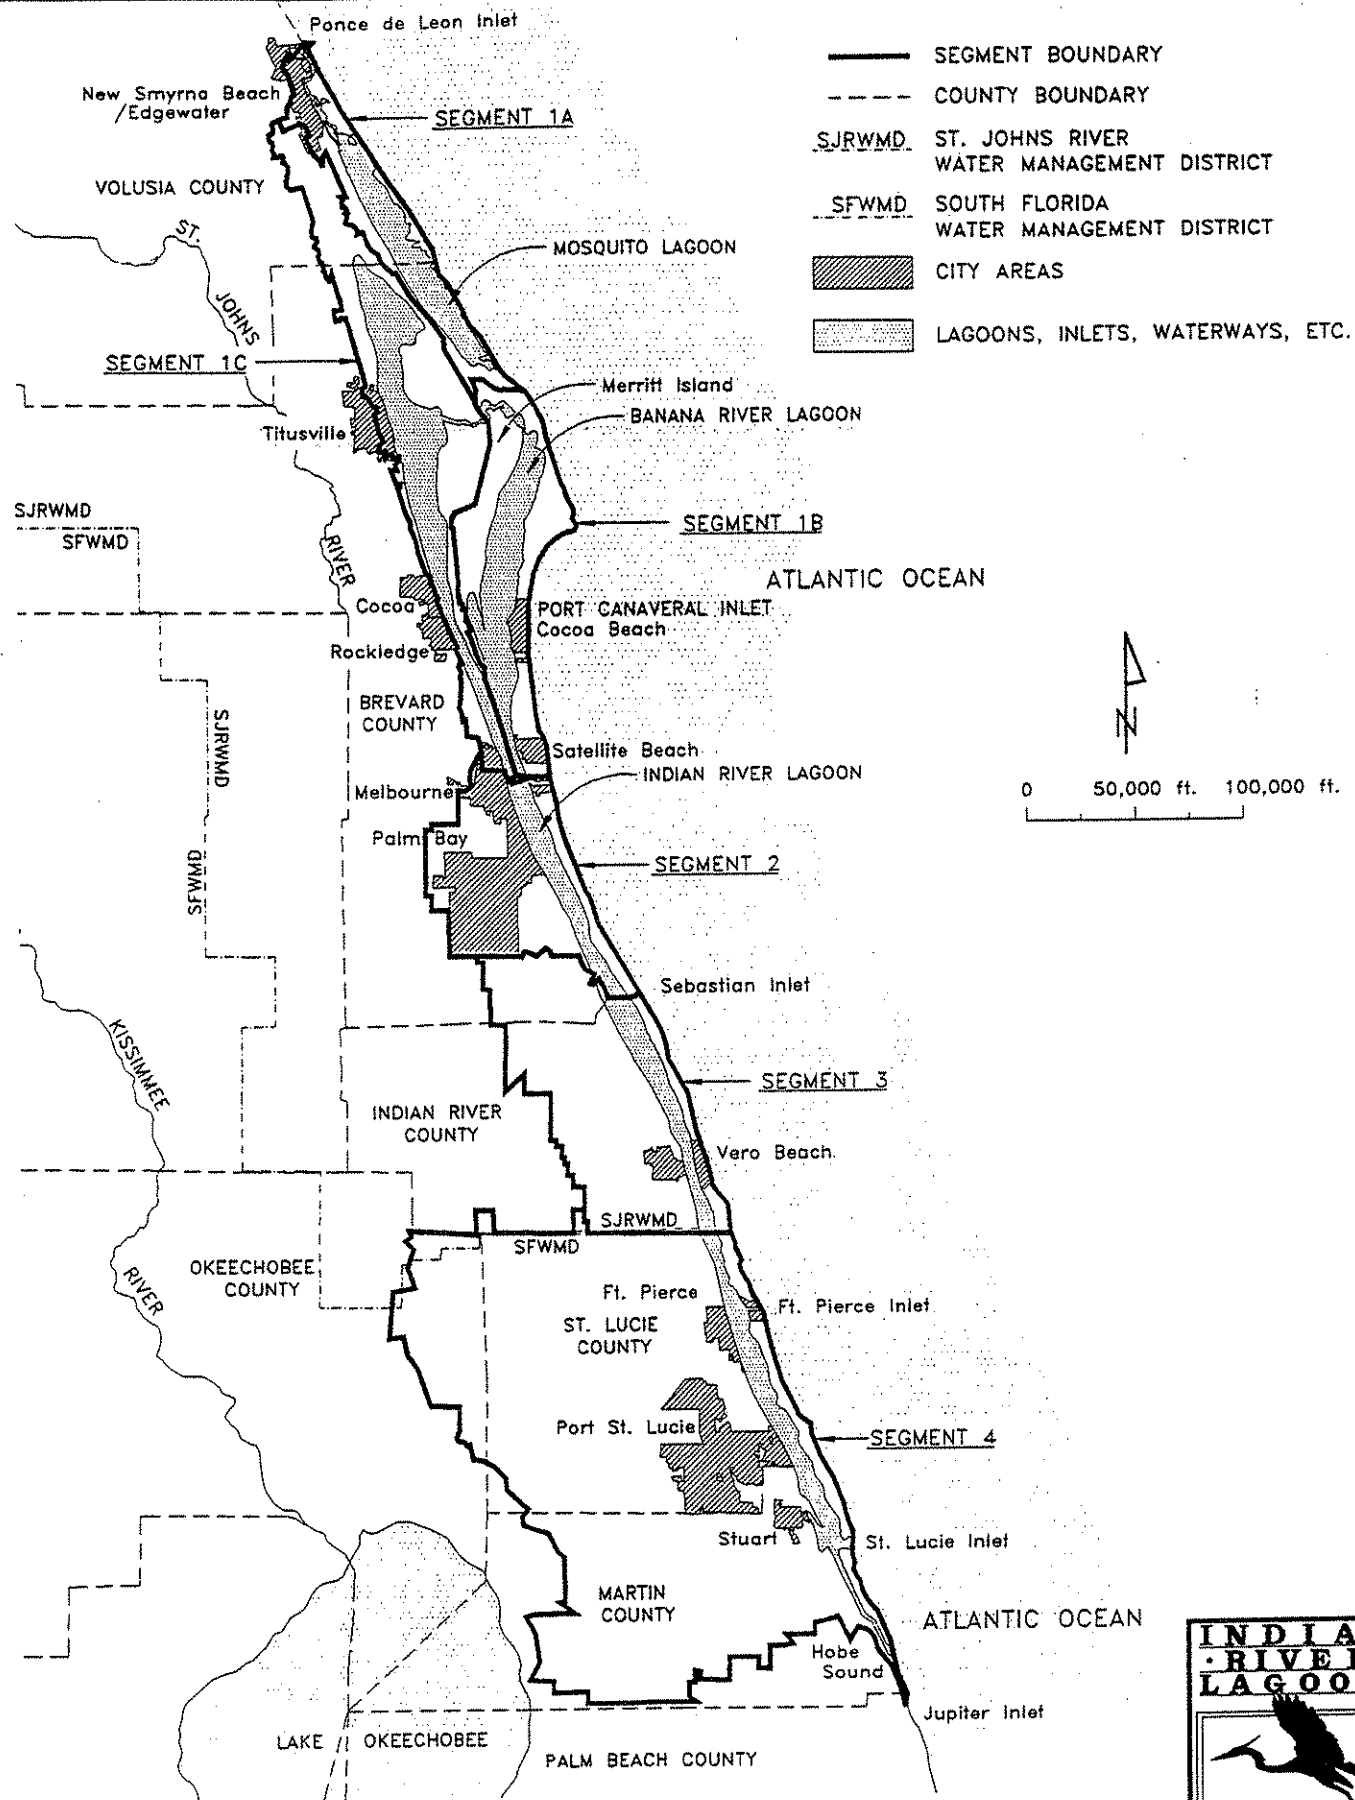 Ponce de Leon Inlet
New Smyrna Beach
/Edgewater
SEGMENT 1A
VOLUSIA COUNTY
ST.
JOHNS
RIVER
MOSQUITO LAGOON
SEGMENT 1C
Merritt Island
BANANA RIVER LAGOON
Titusville
SJRWMD
SFWMD
SEGMENT 1B
ATLANTIC OCEAN
Cocoa
PORT CANAVERAL INLET
Cocoa Beach
Rockledge
BREVARD
COUNTY
SJRWMD
SFWMD
Satellite Beach
INDIAN RIVER LAGOON
Melbourne
Palm Bay
SEGMENT 2
Sebastian Inlet
KISSIMMEE
RIVER
SEGMENT 3
INDIAN RIVER
COUNTY
Vero Beach
SJRWMD
SFWMD
OKEECHOBEE
COUNTY
Ft. Pierce
Ft. Pierce Inlet
ST. LUCIE
COUNTY
Port St. Lucie
SEGMENT 4
Stuart
St. Lucie Inlet
MARTIN
COUNTY
ATLANTIC OCEAN
Hobe
Sound
Jupiter Inlet
LAKE OKEECHOBEE
PALM BEACH COUNTY
SEGMENT BOUNDARY
COUNTY BOUNDARY
SJRWMD ST. JOHNS RIVER
WATER MANAGEMENT DISTRICT
SFWMD SOUTH FLORIDA
WATER MANAGEMENT DISTRICT
CITY AREAS
LAGOONS, INLETS, WATERWAYS, ETC.
N
0 50,000 ft. 100,000 ft.
INDIA
·RIVE
LAGOO